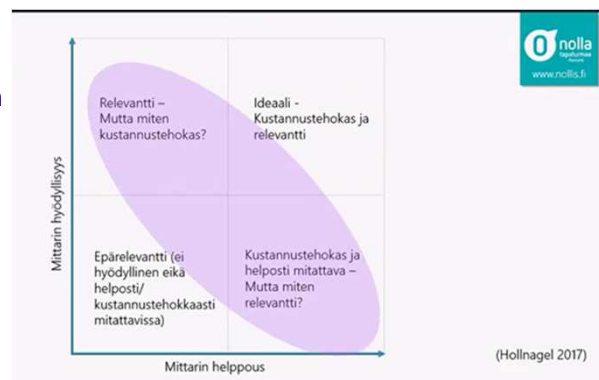 nolla
tapaturmaa
www.nollis.fi
Relevantti –
Mutta miten
kustannustehokas?
Ideaali -
Kustannustehokas ja
relevantti
Mittarin hyödyllisyys
Epärelevantti (ei
hyödyllinen eikä
helposti/
kustannustehokkaasti
mitattavissa)
Kustannustehokas ja
helposti mitattava –
Mutta miten
relevantti?
Mittarin helppous
(Hollnagel 2017)